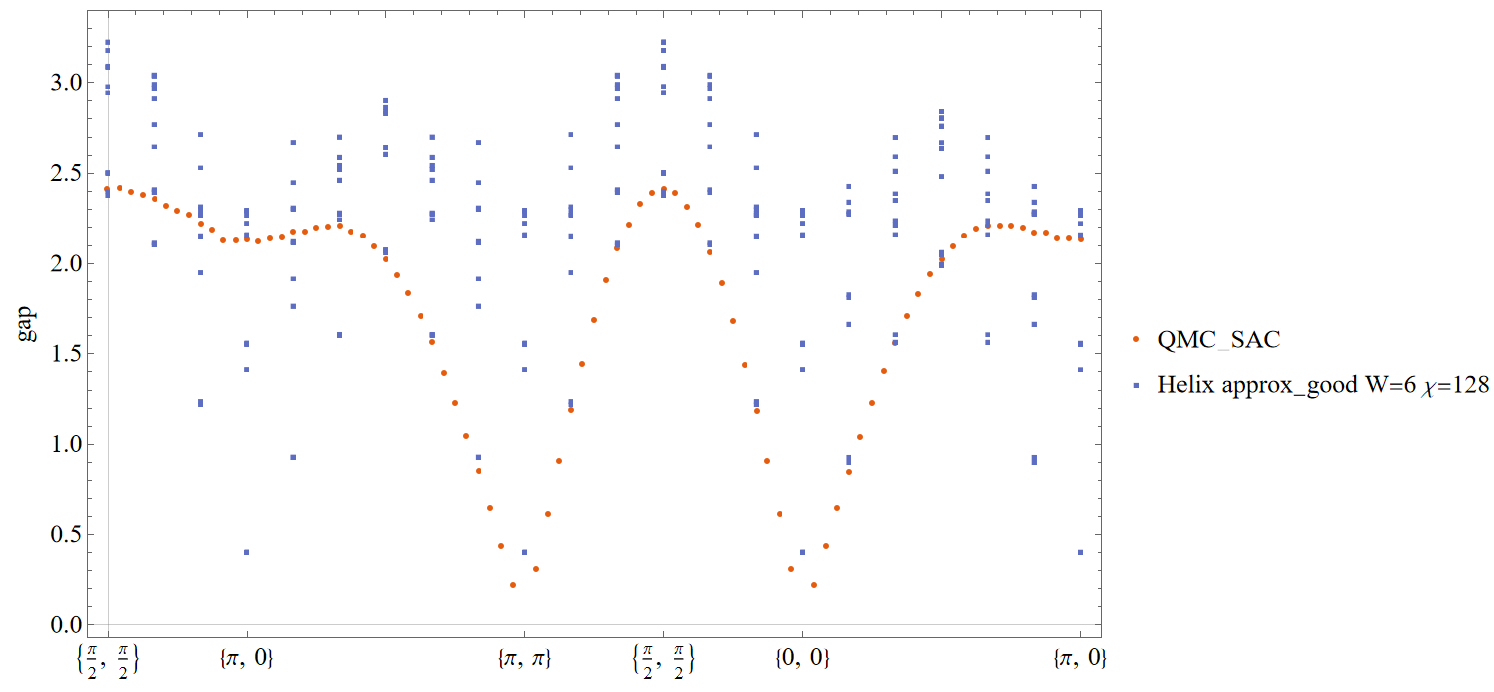 3.0
2.5
2.0
1.5
1.0
0.5
0.0
gap
{π/2, π/2}
{π, 0}
{π, π}
{π/2, π/2}
{0, 0}
{π, 0}
QMC_SAC
Helix approx_good W=6 χ=128